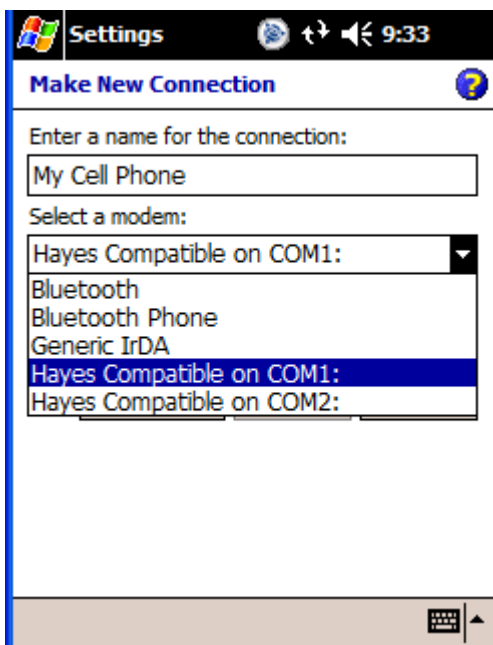 Settings 9:33
Make New Connection ?
Enter a name for the connection:
My Cell Phone
Select a modem:
Hayes Compatible on COM1:
Bluetooth
Bluetooth Phone
Generic IrDA
Hayes Compatible on COM1:
Hayes Compatible on COM2: